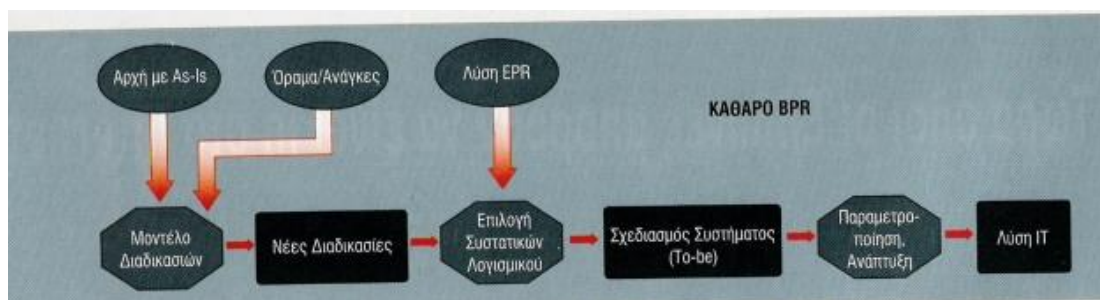 Αρχή με As-Is
Όραμα/Ανάγκες
Λύση EPR
ΚΑΘΑΡΟ BPR
Μοντέλο
Διαδικασιών
Νέες Διαδικασίες
Επιλογή
Συστατικών
Λογισμικού
Σχεδιασμός Συστήματος
(To-be)
Παραμετρο-
ποίηση,
Ανάπτυξη
Λύση IT